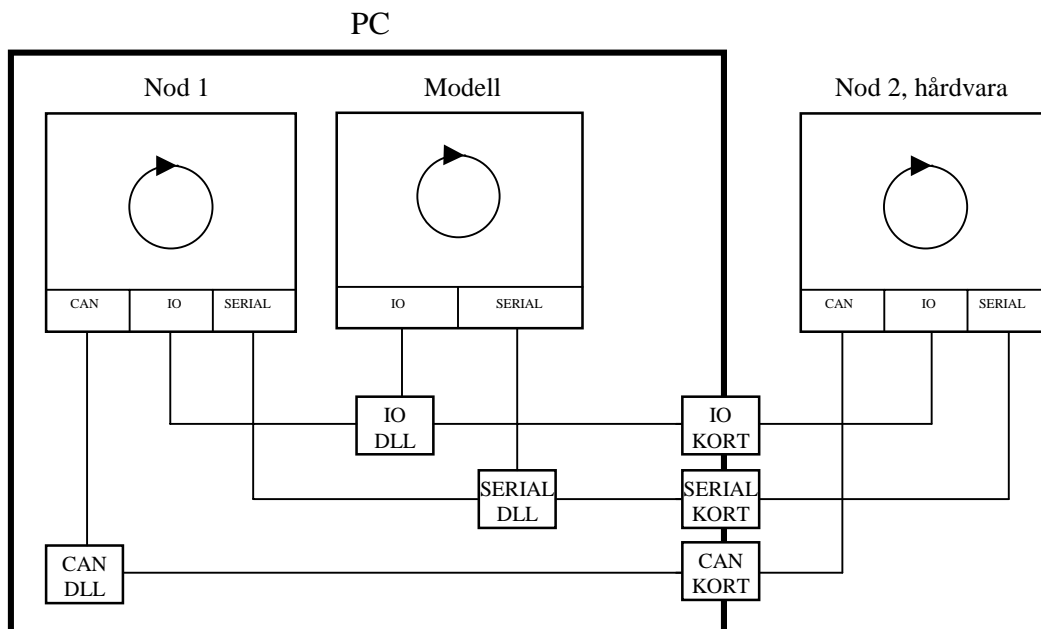 PC
Nod 1
Modell
Nod 2, hårdvara
CAN
IO
SERIAL
IO
SERIAL
CAN
IO
SERIAL
IO
DLL
IO
KORT
SERIAL
DLL
SERIAL
KORT
CAN
DLL
CAN
KORT